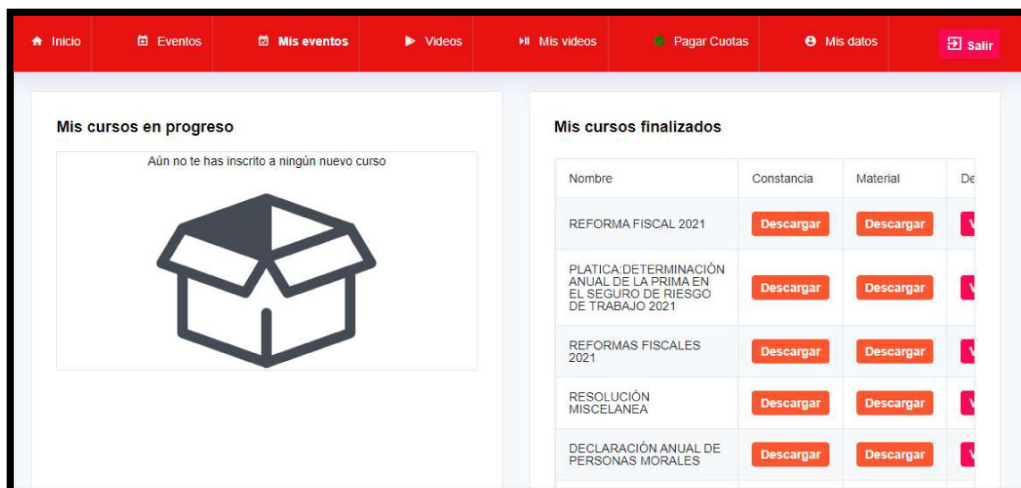 Inicio
Eventos
Mis eventos
Videos
Mis videos
Pagar Cuotas
Mis datos
Salir
Mis cursos en progreso
Aún no te has inscrito a ningún nuevo curso
Mis cursos finalizados
Nombre Constancia Material De
REFORMA FISCAL 2021 Descargar Descargar V
PLATICA:DETERMINACIÓN
ANUAL DE LA PRIMA EN
EL SEGURO DE RIESGO
DE TRABAJO 2021
Descargar Descargar V
REFORMAS FISCALES
2021
Descargar Descargar V
RESOLUCIÓN
MISCELANEA
Descargar Descargar V
DECLARACIÓN ANUAL DE
PERSONAS MORALES
Descargar Descargar V